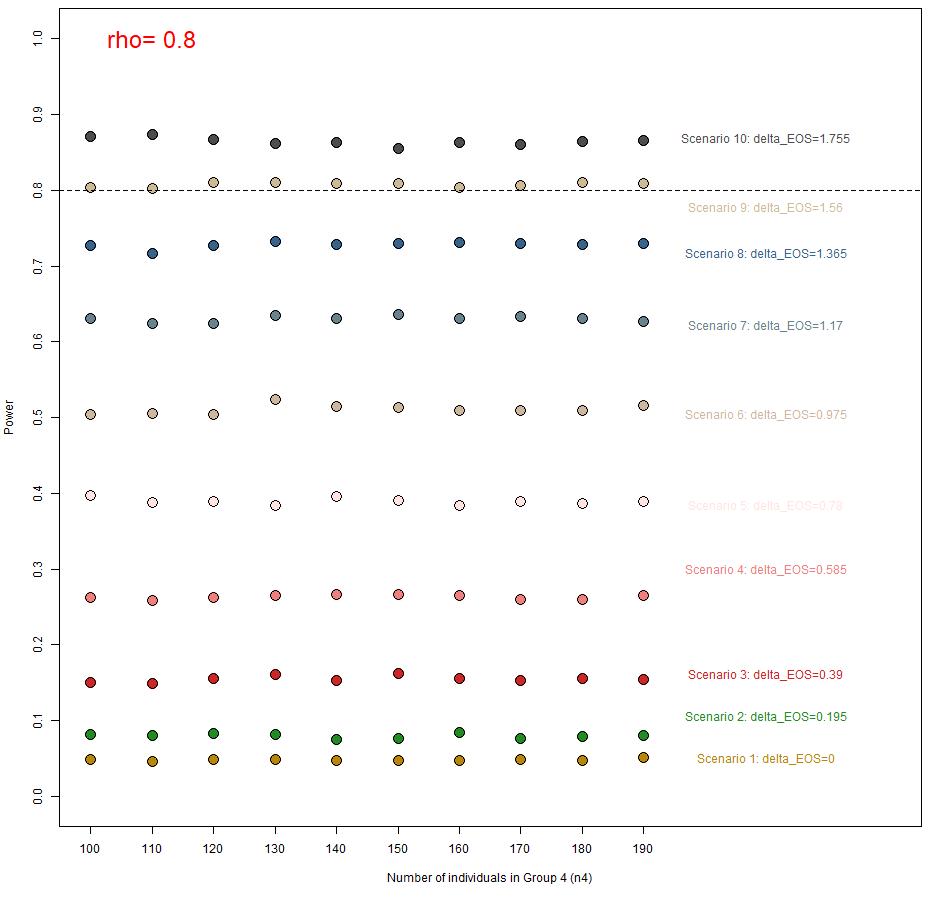 rho= 0.8
1.0
0.9
0.8
0.7
0.6
0.5
0.4
0.3
0.2
0.1
0.0
Power
Scenario 10: delta_EOS=1.755
Scenario 9: delta_EOS=1.56
Scenario 8: delta_EOS=1.365
Scenario 7: delta_EOS=1.17
Scenario 6: delta_EOS=0.975
Scenario 5: delta_EOS=0.78
Scenario 4: delta_EOS=0.585
Scenario 3: delta_EOS=0.39
Scenario 2: delta_EOS=0.195
Scenario 1: delta_EOS=0
100 110 120 130 140 150 160 170 180 190
Number of individuals in Group 4 (n4)